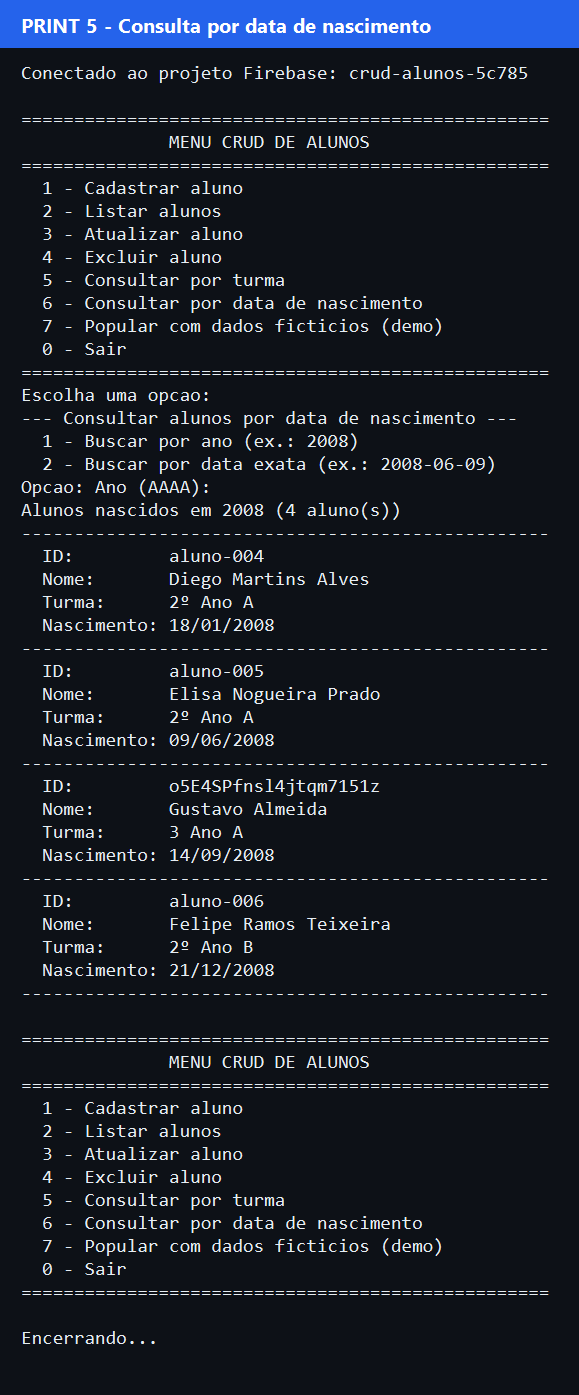 PRINT 5 - Consulta por data de nascimento
Conectado ao projeto Firebase: crud-alunos-5c785
==================================================
              MENU CRUD DE ALUNOS
==================================================
  1 - Cadastrar aluno
  2 - Listar alunos
  3 - Atualizar aluno
  4 - Excluir aluno
  5 - Consultar por turma
  6 - Consultar por data de nascimento
  7 - Popular com dados ficticios (demo)
  0 - Sair
==================================================
Escolha uma opcao:
--- Consultar alunos por data de nascimento ---
  1 - Buscar por ano (ex.: 2008)
  2 - Buscar por data exata (ex.: 2008-06-09)
Opcao: Ano (AAAA):
Alunos nascidos em 2008 (4 aluno(s))
--------------------------------------------------
  ID:         aluno-004
  Nome:       Diego Martins Alves
  Turma:      2º Ano A
  Nascimento: 18/01/2008
--------------------------------------------------
  ID:         aluno-005
  Nome:       Elisa Nogueira Prado
  Turma:      2º Ano A
  Nascimento: 09/06/2008
--------------------------------------------------
  ID:         o5E4SPfnsl4jtqm7151z
  Nome:       Gustavo Almeida
  Turma:      3 Ano A
  Nascimento: 14/09/2008
--------------------------------------------------
  ID:         aluno-006
  Nome:       Felipe Ramos Teixeira
  Turma:      2º Ano B
  Nascimento: 21/12/2008
--------------------------------------------------
==================================================
              MENU CRUD DE ALUNOS
==================================================
  1 - Cadastrar aluno
  2 - Listar alunos
  3 - Atualizar aluno
  4 - Excluir aluno
  5 - Consultar por turma
  6 - Consultar por data de nascimento
  7 - Popular com dados ficticios (demo)
  0 - Sair
==================================================
Encerrando...